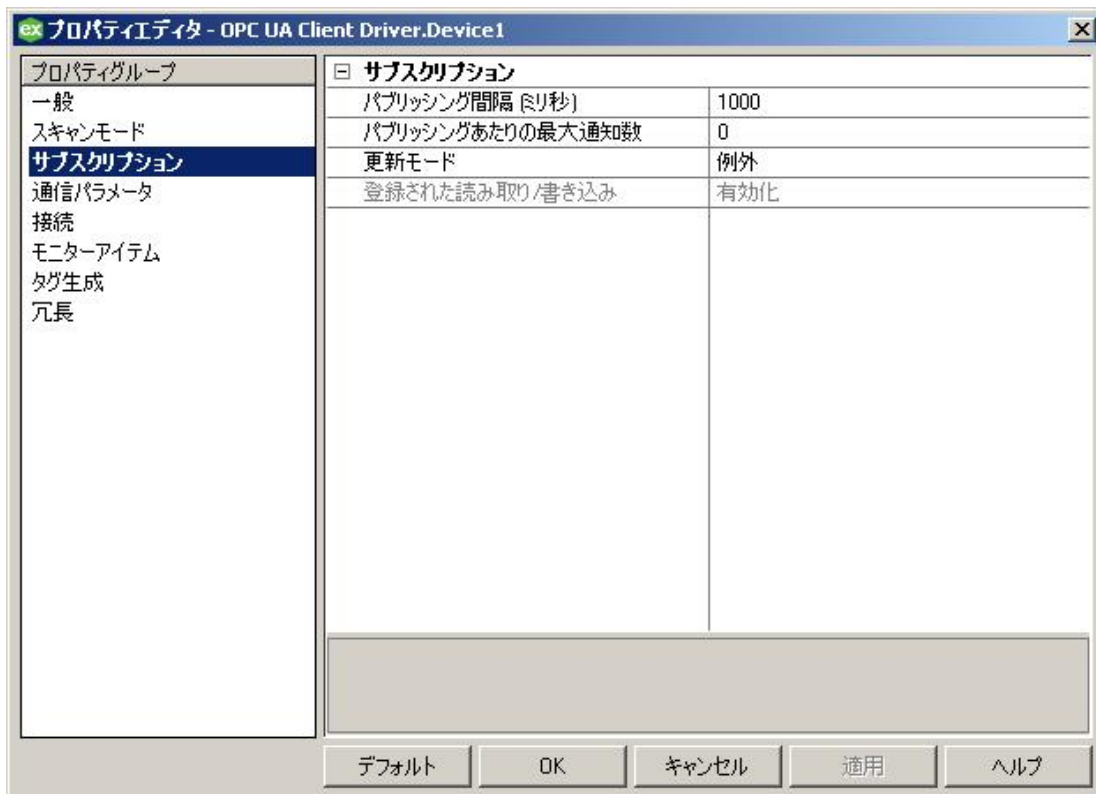 ex プロパティエディタ - OPC UA Client Driver.Device1
プロパティグループ
一般
スキャンモード
サブスクリプション
通信パラメータ
接続
モニターアイテム
タグ生成
冗長
サブスクリプション
パブリッシング間隔 (ミリ秒) 1000
パブリッシングあたりの最大通知数 0
更新モード 例外
登録された読み取り/書き込み 有効化
デフォルト OK キャンセル 適用 ヘルプ